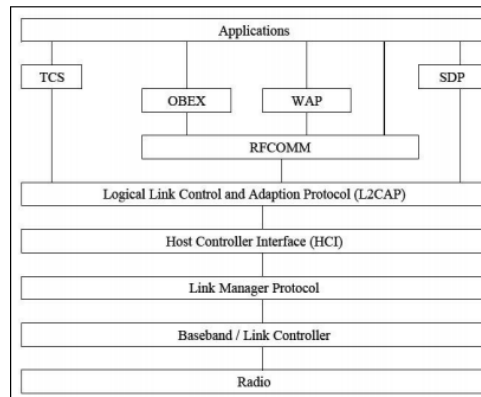 Applications
TCS
SDP
OBEX
WAP
RFCOMM
Logical Link Control and Adaption Protocol (L2CAP)
Host Controller Interface (HCI)
Link Manager Protocol
Baseband / Link Controller
Radio